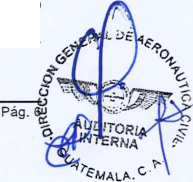 DIRECCION GENERAL DE AERONAUTICA CIVIL
Pág.
AUDITORIA
INTERNA
GUATEMALA, C. A.